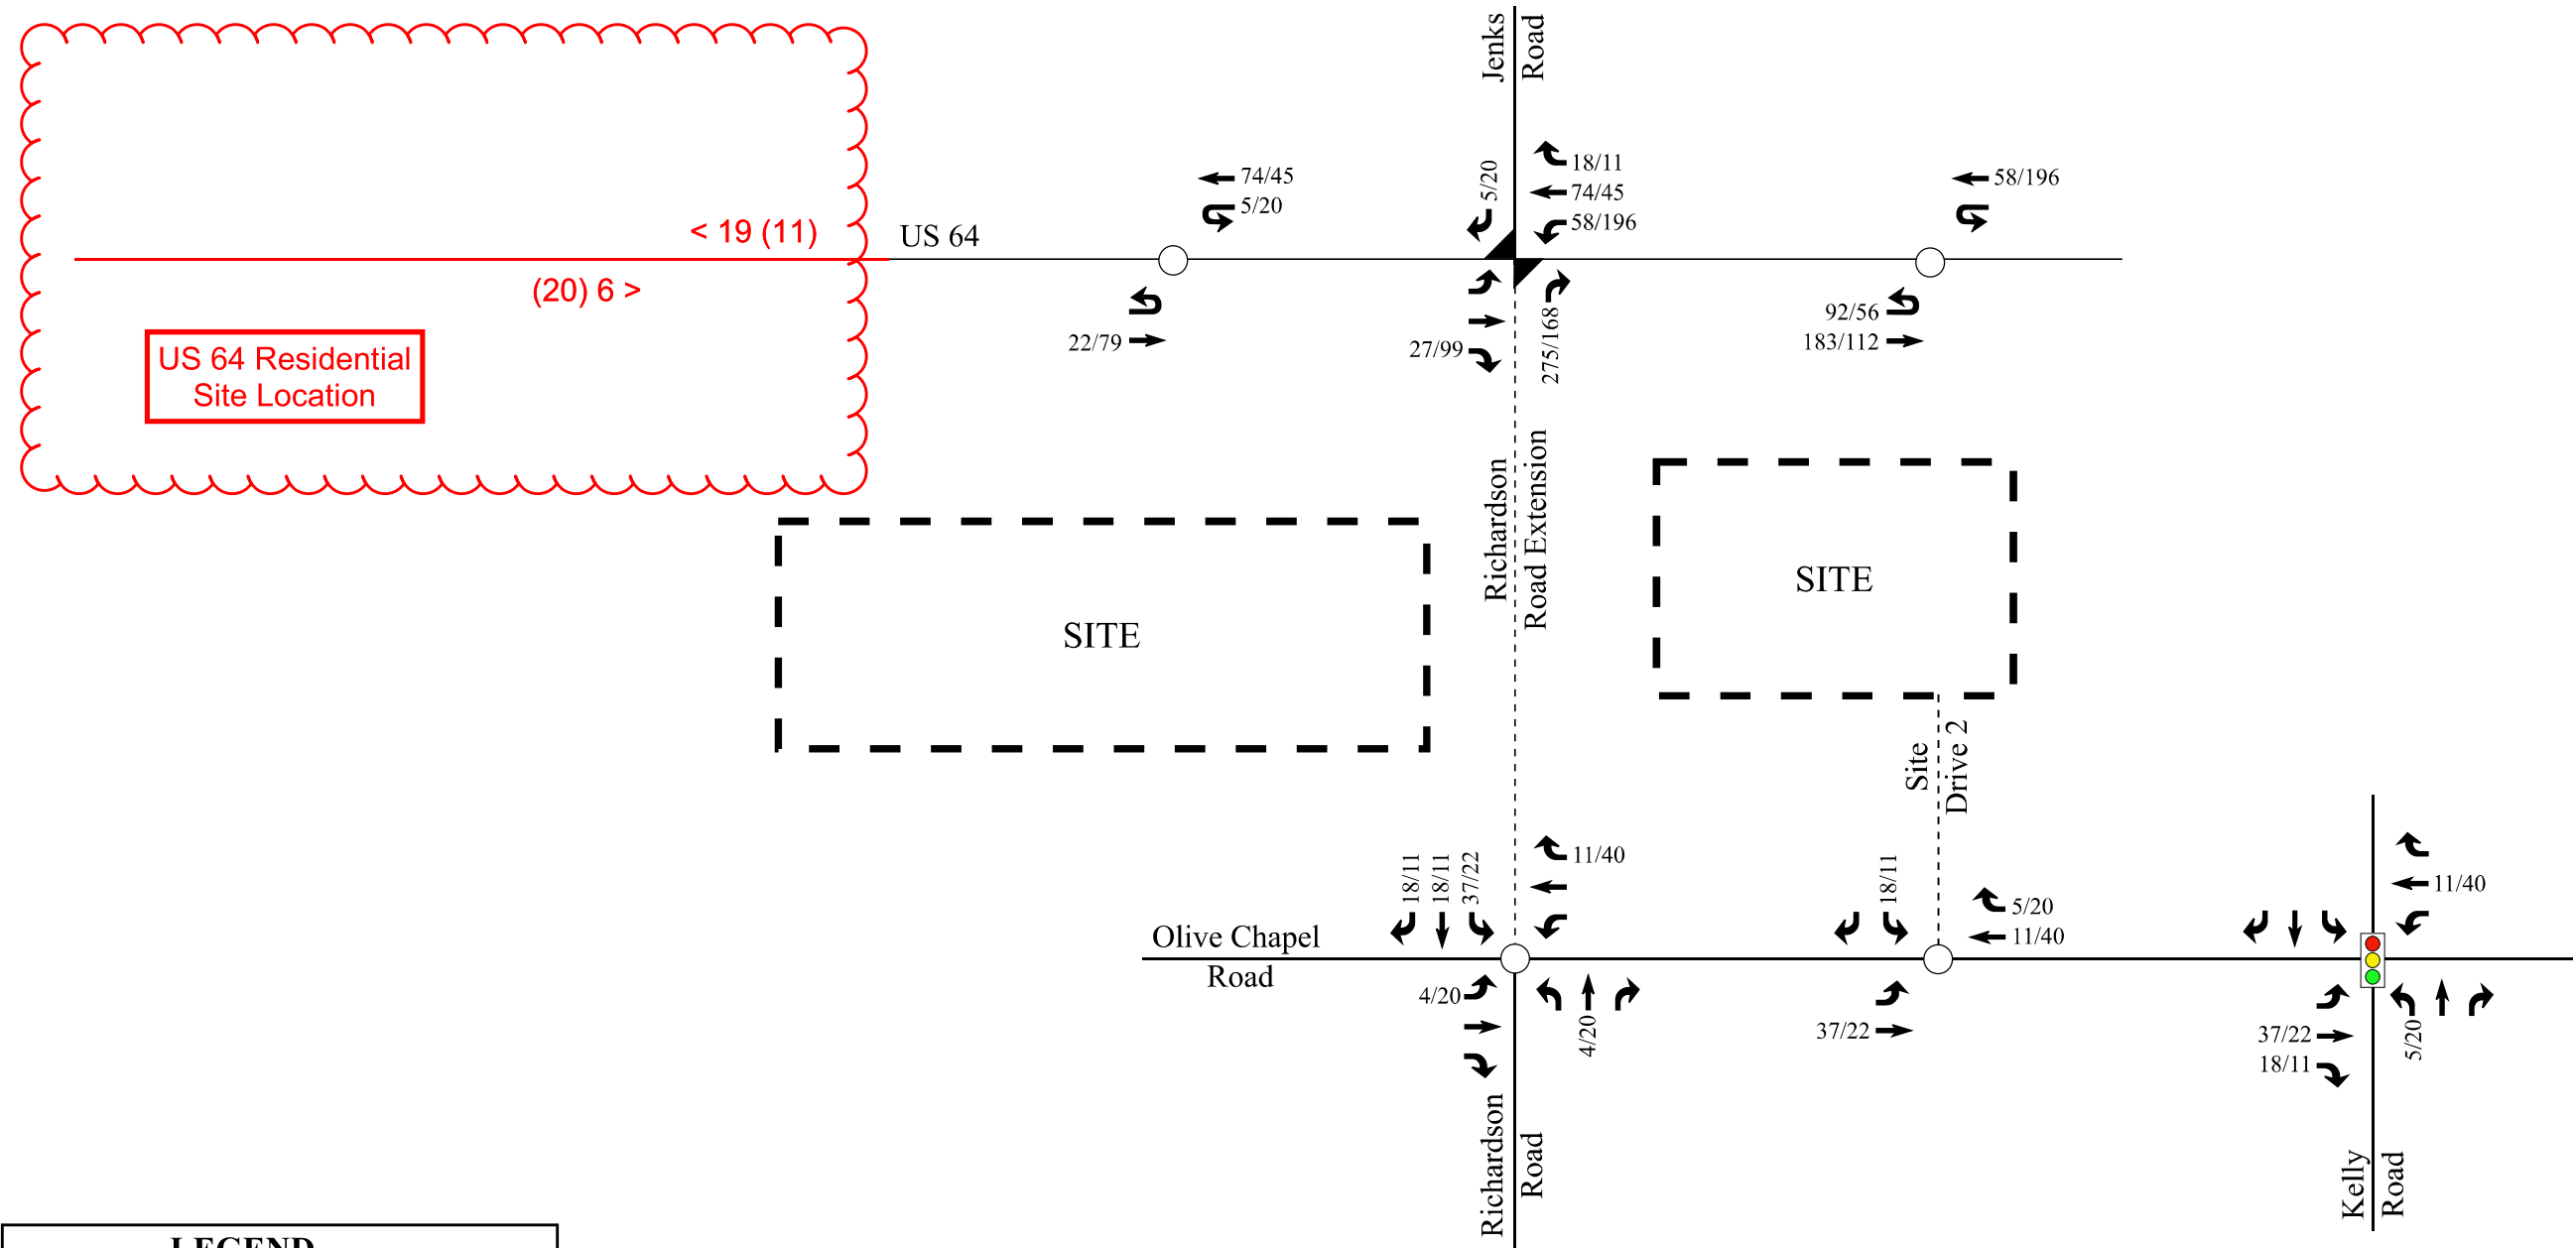 Jenks
Road
18/11
74/45
58/196
5/20
74/45
5/20
58/196
< 19 (11)
US 64
(20) 6 >
22/79
27/99
275/168
92/56
183/112
US 64 Residential
Site Location
Richardson
Road Extension
SITE
SITE
Site
Drive 2
18/11
18/11
37/22
11/40
18/11
5/20
11/40
11/40
Olive Chapel
Road
4/20
4/20
37/22
37/22
18/11
5/20
Richardson
Road
Kelly
Road
LEGEND